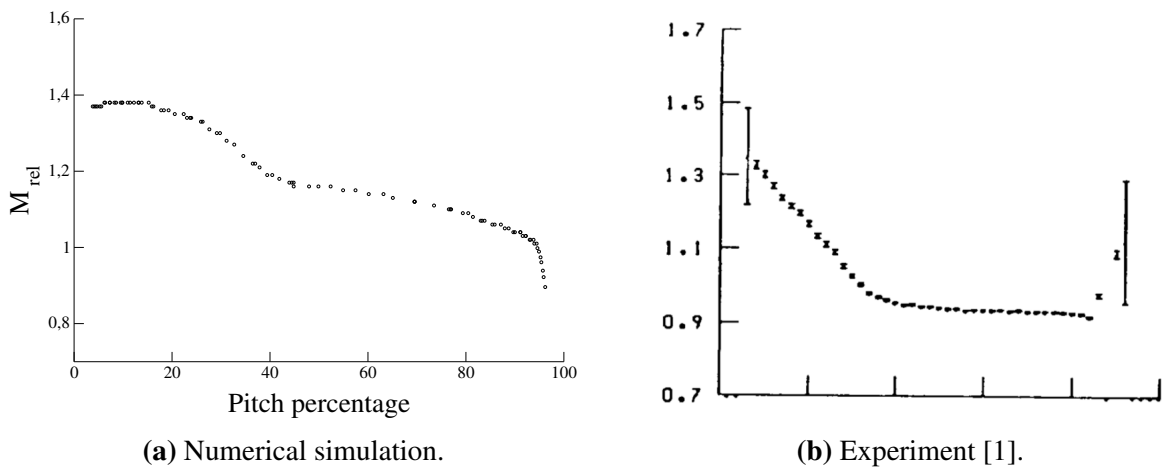 1,6
1,4
1,2
1
0,8
M_rel
0 20 40 60 80 100
Pitch percentage
(a) Numerical simulation.
1.7
1.5
1.3
1.1
0.9
0.7
(b) Experiment [1].